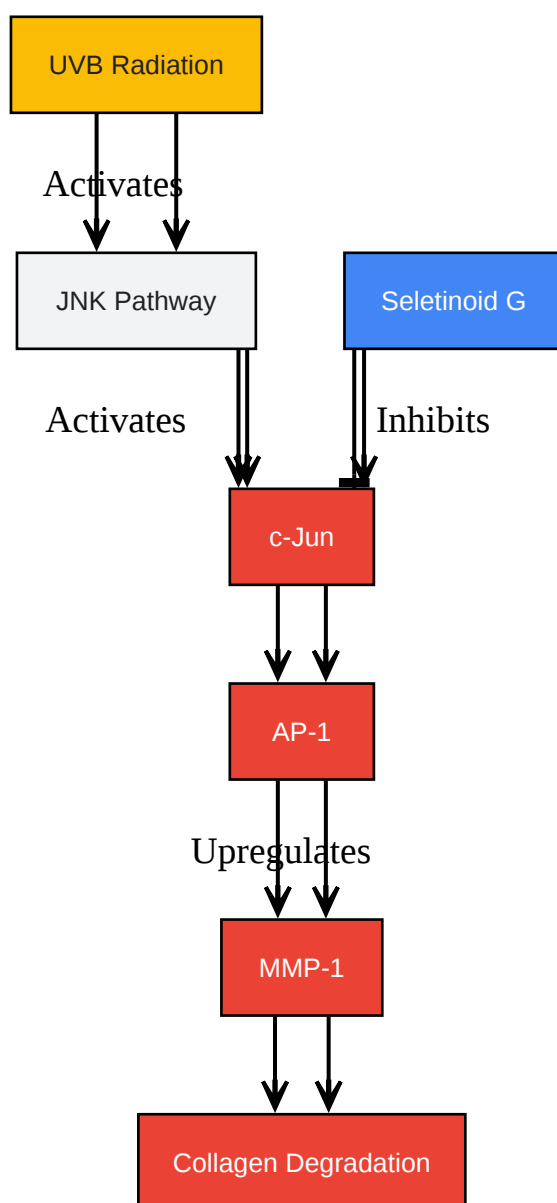 UVB Radiation
Activates
JNK Pathway
Seletinoid G
Activates
Inhibits
c-Jun
AP-1
Upregulates
MMP-1
Collagen Degradation